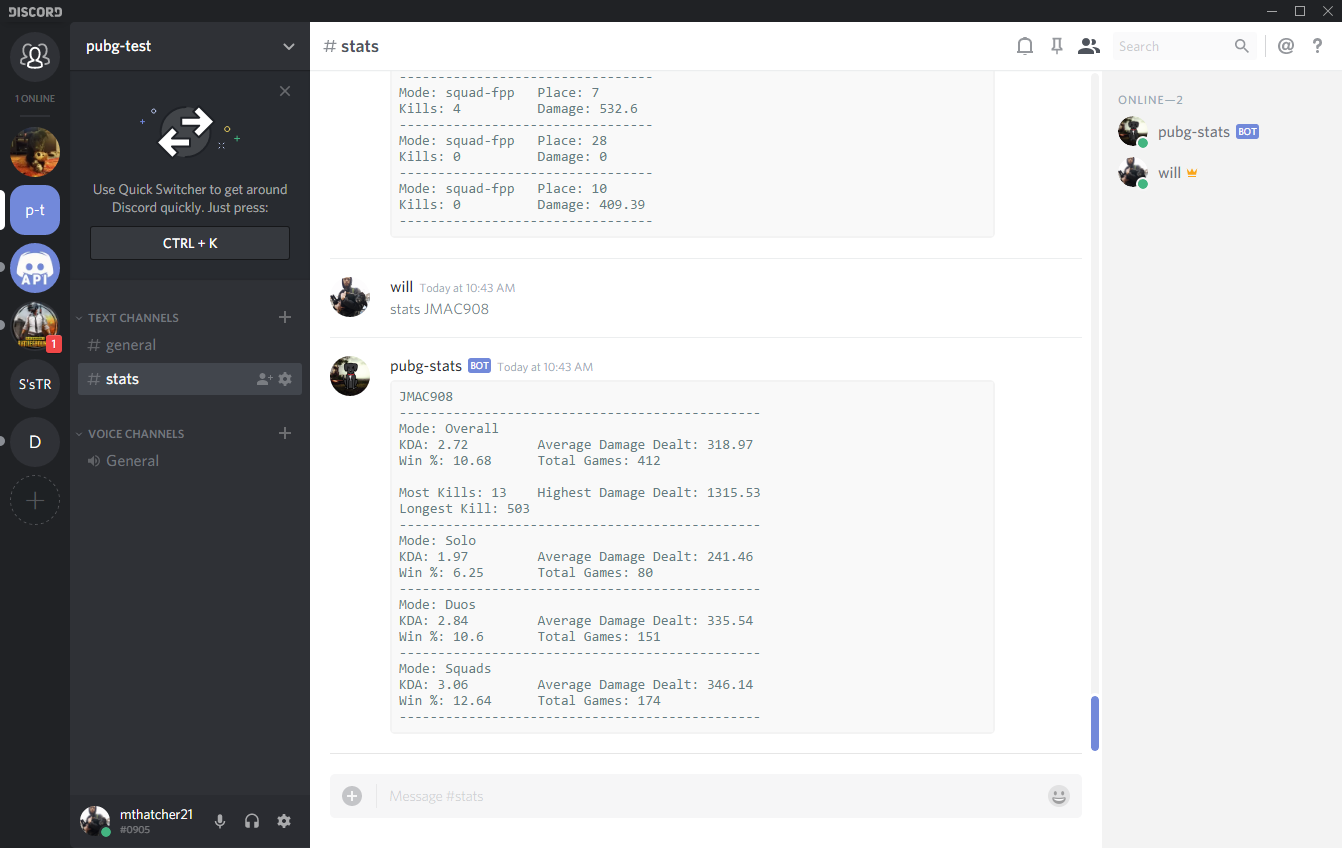 DISCORD
1 ONLINE
p-t
API
1
S'sTR
D
pubg-test
Use Quick Switcher to get around
Discord quickly. Just press:
CTRL + K
TEXT CHANNELS
# general
# stats
VOICE CHANNELS
General
mthatcher21
#0905
# stats
Search
@
?
---------------------------------
Mode: squad-fpp   Place: 7
Kills: 4          Damage: 532.6
---------------------------------
Mode: squad-fpp   Place: 28
Kills: 0          Damage: 0
---------------------------------
Mode: squad-fpp   Place: 10
Kills: 0          Damage: 409.39
---------------------------------
will Today at 10:43 AM
stats JMAC908
pubg-stats BOT Today at 10:43 AM
JMAC908
-----------------------------------------------
Mode: Overall
KDA: 2.72         Average Damage Dealt: 318.97
Win %: 10.68      Total Games: 412
Most Kills: 13    Highest Damage Dealt: 1315.53
Longest Kill: 503
-----------------------------------------------
Mode: Solo
KDA: 1.97         Average Damage Dealt: 241.46
Win %: 6.25       Total Games: 80
-----------------------------------------------
Mode: Duos
KDA: 2.84         Average Damage Dealt: 335.54
Win %: 10.6       Total Games: 151
-----------------------------------------------
Mode: Squads
KDA: 3.06         Average Damage Dealt: 346.14
Win %: 12.64      Total Games: 174
-----------------------------------------------
Message #stats
ONLINE—2
pubg-stats BOT
will